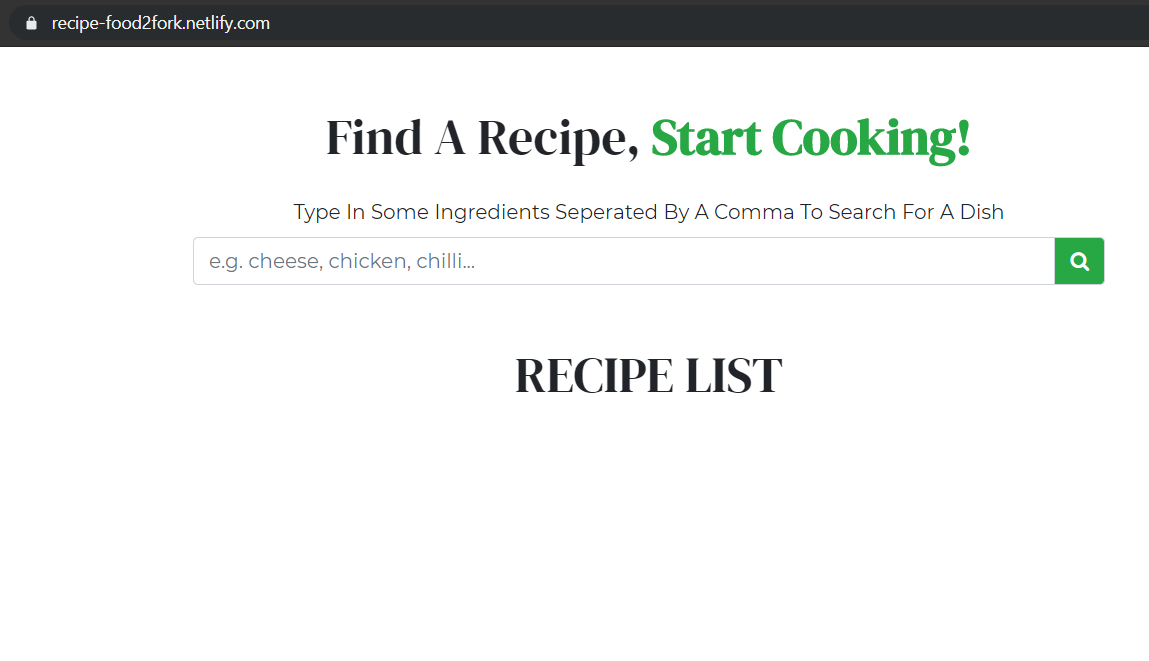 recipe-food2fork.netlify.com
Find A Recipe, Start Cooking!
Type In Some Ingredients Seperated By A Comma To Search For A Dish
e.g. cheese, chicken, chilli...
RECIPE LIST